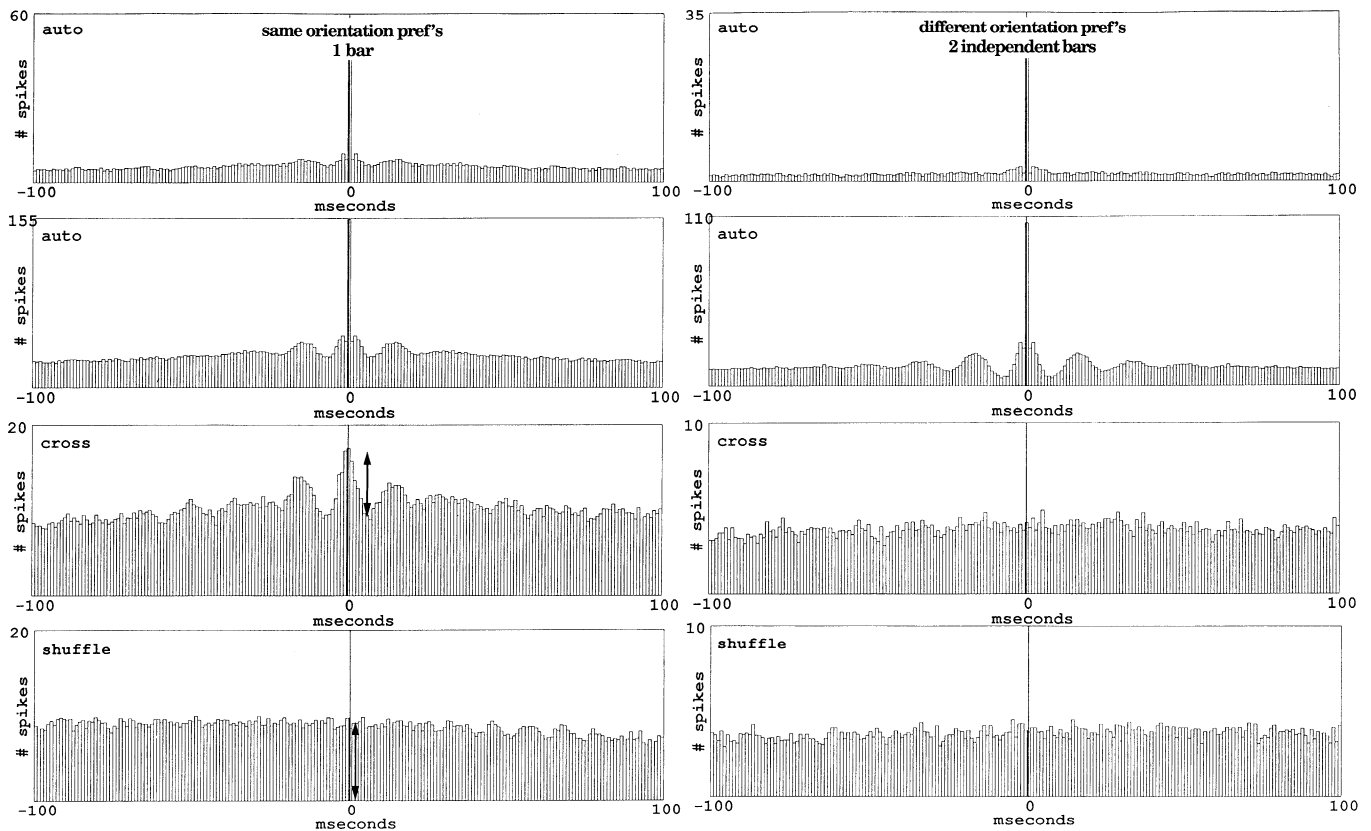 60
auto
same orientation pref's
1 bar
# spikes
-100
0
100
mseconds
35
auto
different orientation pref's
2 independent bars
# spikes
-100
0
100
mseconds
155
auto
# spikes
-100
0
100
mseconds
110
auto
# spikes
-100
0
100
mseconds
20
cross
# spikes
-100
0
100
mseconds
10
cross
# spikes
-100
0
100
mseconds
20
shuffle
# spikes
-100
0
100
mseconds
10
shuffle
# spikes
-100
0
100
mseconds